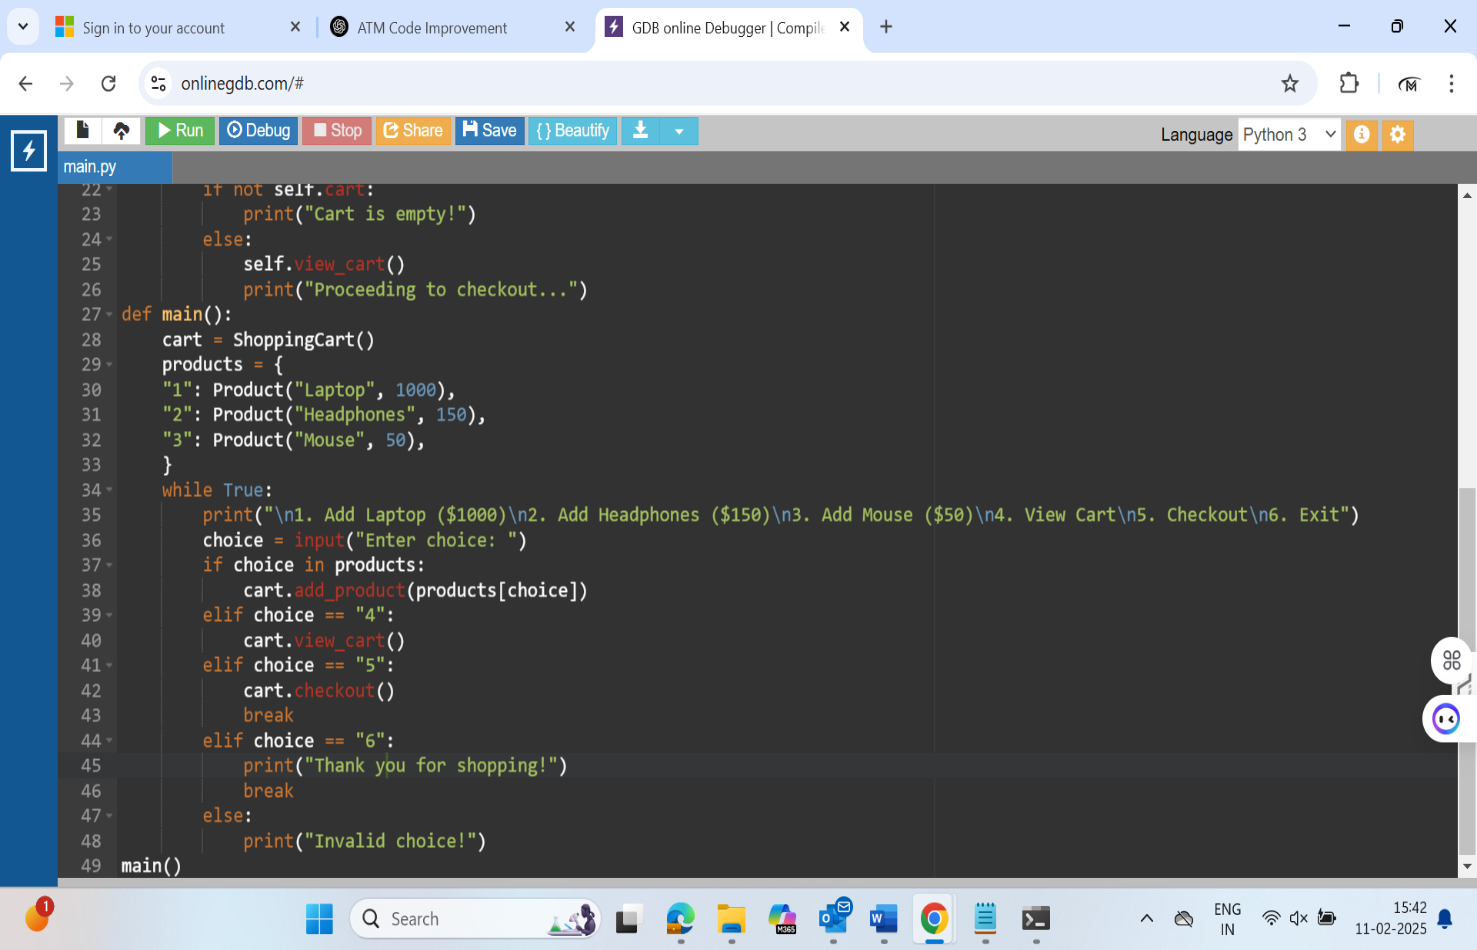 Sign in to your account
ATM Code Improvement
GDB online Debugger | Compile
onlinegdb.com/#
Run Debug Stop Share Save {} Beautify
Language Python 3
main.py
22 if not self.cart:
23 print("Cart is empty!")
24 else:
25 self.view_cart()
26 print("Proceeding to checkout...")
27 def main():
28 cart = ShoppingCart()
29 products = {
30 "1": Product("Laptop", 1000),
31 "2": Product("Headphones", 150),
32 "3": Product("Mouse", 50),
33 }
34 while True:
35 print("\n1. Add Laptop ($1000)\n2. Add Headphones ($150)\n3. Add Mouse ($50)\n4. View Cart\n5. Checkout\n6. Exit")
36 choice = input("Enter choice: ")
37 if choice in products:
38 cart.add_product(products[choice])
39 elif choice == "4":
40 cart.view_cart()
41 elif choice == "5":
42 cart.checkout()
43 break
44 elif choice == "6":
45 print("Thank you for shopping!")
46 break
47 else:
48 print("Invalid choice!")
49 main()
1
Search
M365
ENG
IN
15:42
11-02-2025